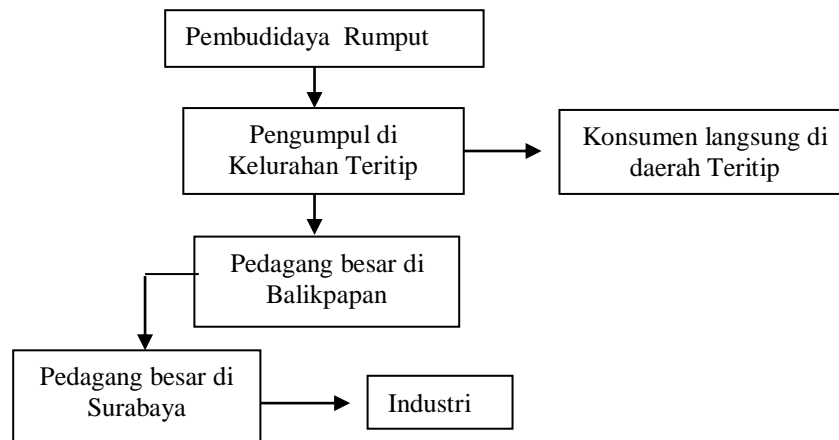 Pembudidaya Rumput
Pengumpul di
Kelurahan Teritip
Konsumen langsung di
daerah Teritip
Pedagang besar di
Balikpapan
Pedagang besar di
Surabaya
Industri